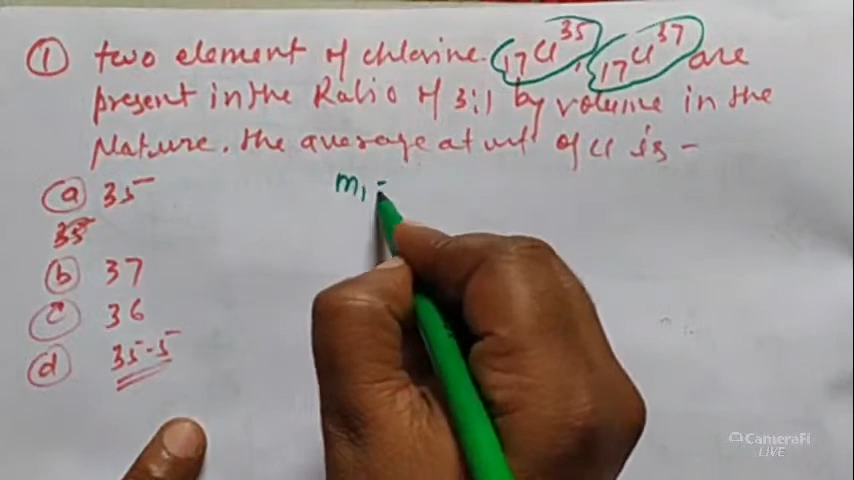 ① two element of chlorine. ₁₇Cl³⁵, ₁₇Cl³⁷ are
present in the Ratio of 3:1 by volume in the
Nature. the average at wt of Cl is -
ⓐ 35
35
ⓑ 37
ⓒ 36
ⓓ 35.5
m₁ -
CameraFi
LIVE